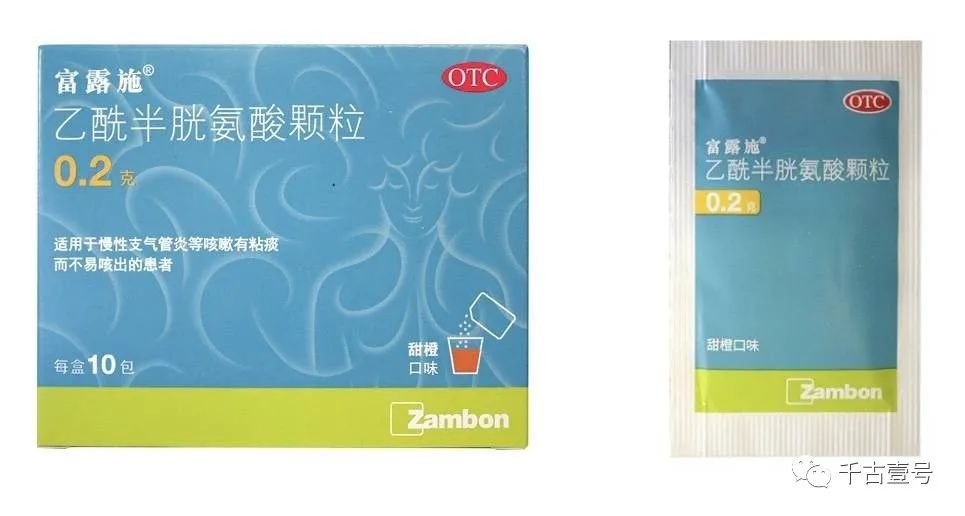 富露施®
OTC
乙酰半胱氨酸颗粒
0.2克
适用于慢性支气管炎等咳嗽有粘痰
而不易咳出的患者
甜橙
口味
每盒10包
Zambon
OTC
富露施®
乙酰半胱氨酸颗粒
0.2克
甜橙口味
Zambon
千古壹号